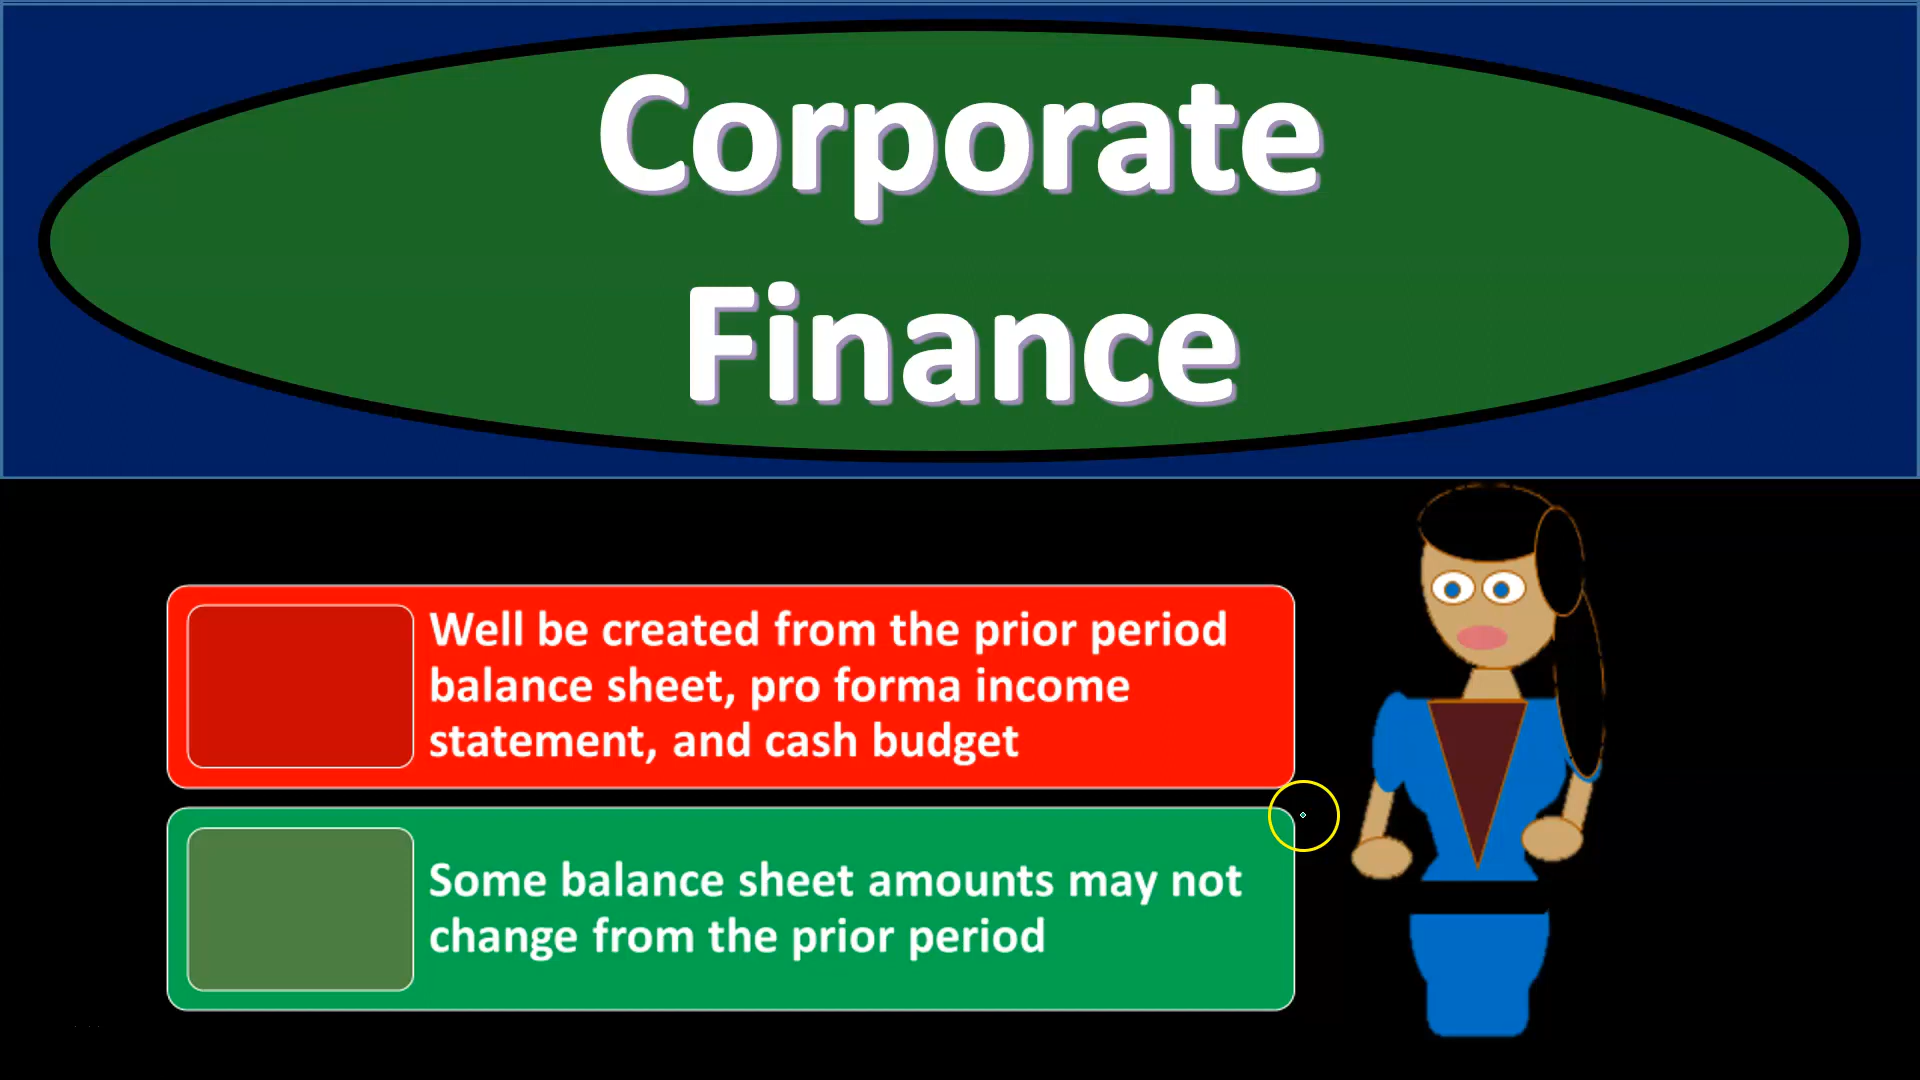 Corporate
Finance
Well be created from the prior period
balance sheet, pro forma income
statement, and cash budget
Some balance sheet amounts may not
change from the prior period